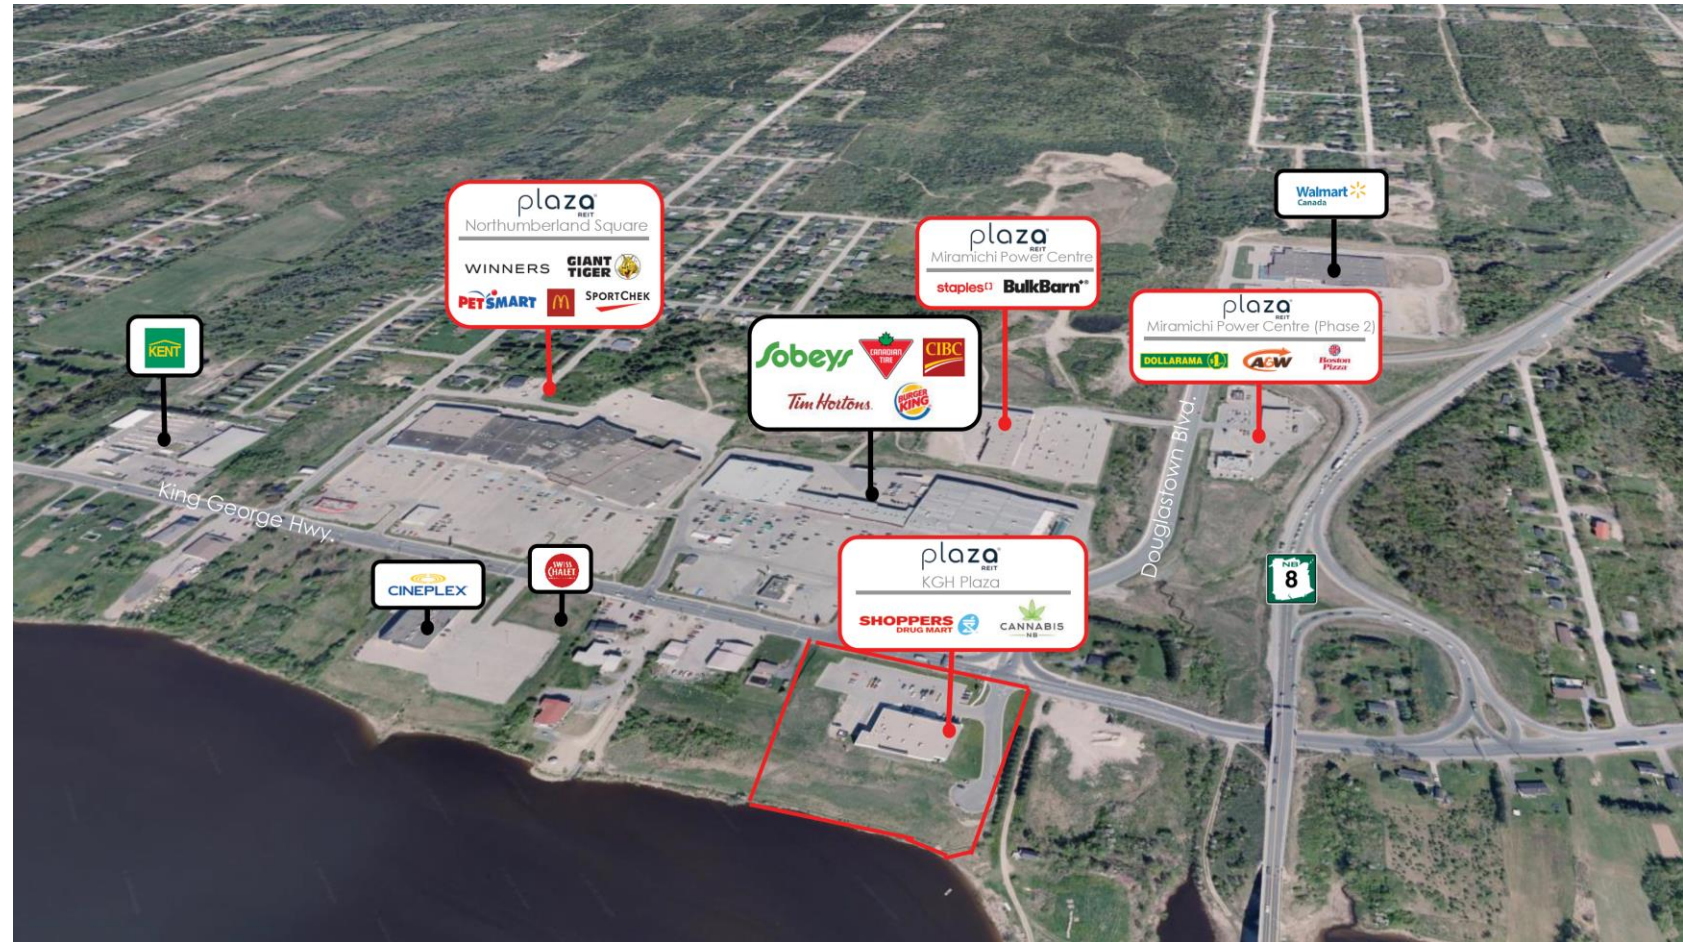 plaza
REIT
Northumberland Square
WINNERS
GIANT
TIGER
PETSMART
SPORTCHEK
plaza
REIT
Miramichi Power Centre
staples
BulkBarn
Walmart
Canada
plaza
REIT
Miramichi Power Centre (Phase 2)
DOLLARAMA
A&W
Boston
Pizza
KENT
Sobeys
CANADIAN
TIRE
CIBC
Tim Hortons.
BURGER
KING
King George Hwy.
Douglastown Blvd.
CINEPLEX
SWISS
CHALET
plaza
REIT
KGH Plaza
SHOPPERS
DRUG MART
CANNABIS
NB
NB
8